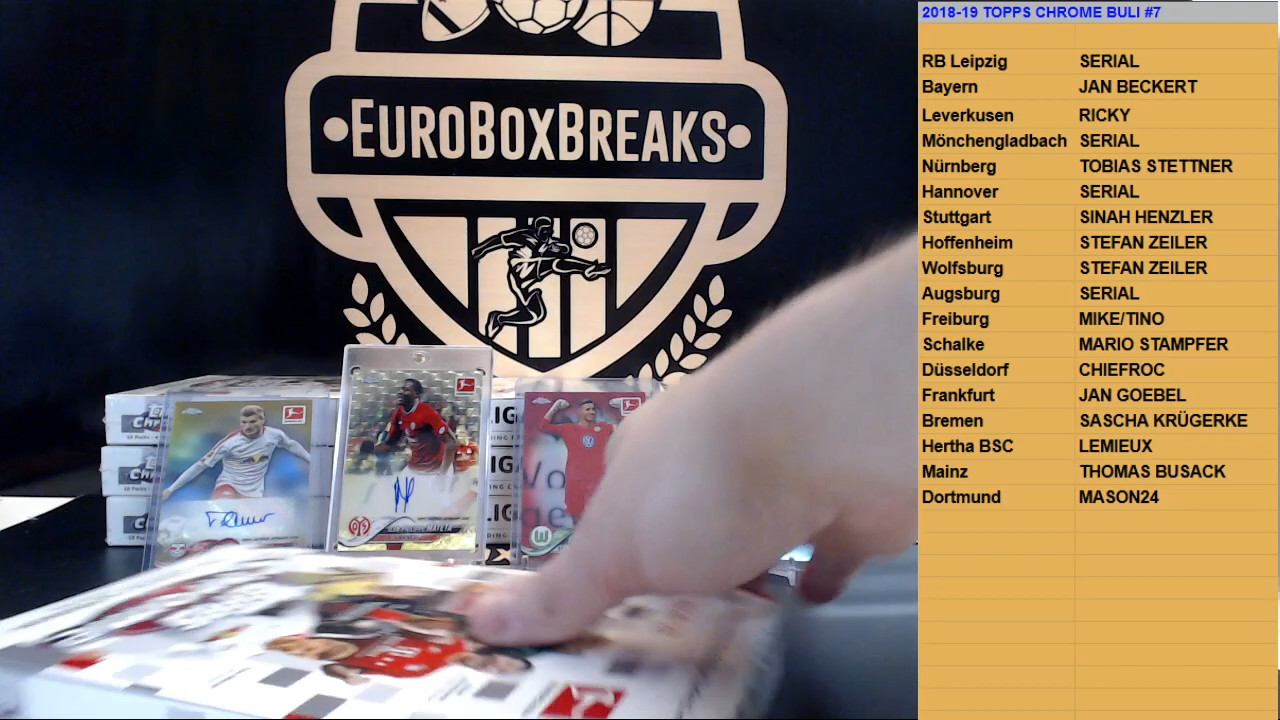 EUROBOXBREAKS
2018-19 TOPPS CHROME BULI #7
RB Leipzig SERIAL
Bayern JAN BECKERT
Leverkusen RICKY
Mönchengladbach SERIAL
Nürnberg TOBIAS STETTNER
Hannover SERIAL
Stuttgart SINAH HENZLER
Hoffenheim STEFAN ZEILER
Wolfsburg STEFAN ZEILER
Augsburg SERIAL
Freiburg MIKE/TINO
Schalke MARIO STAMPFER
Düsseldorf CHIEFROC
Frankfurt JAN GOEBEL
Bremen SASCHA KRÜGERKE
Hertha BSC LEMIEUX
Mainz THOMAS BUSACK
Dortmund MASON24